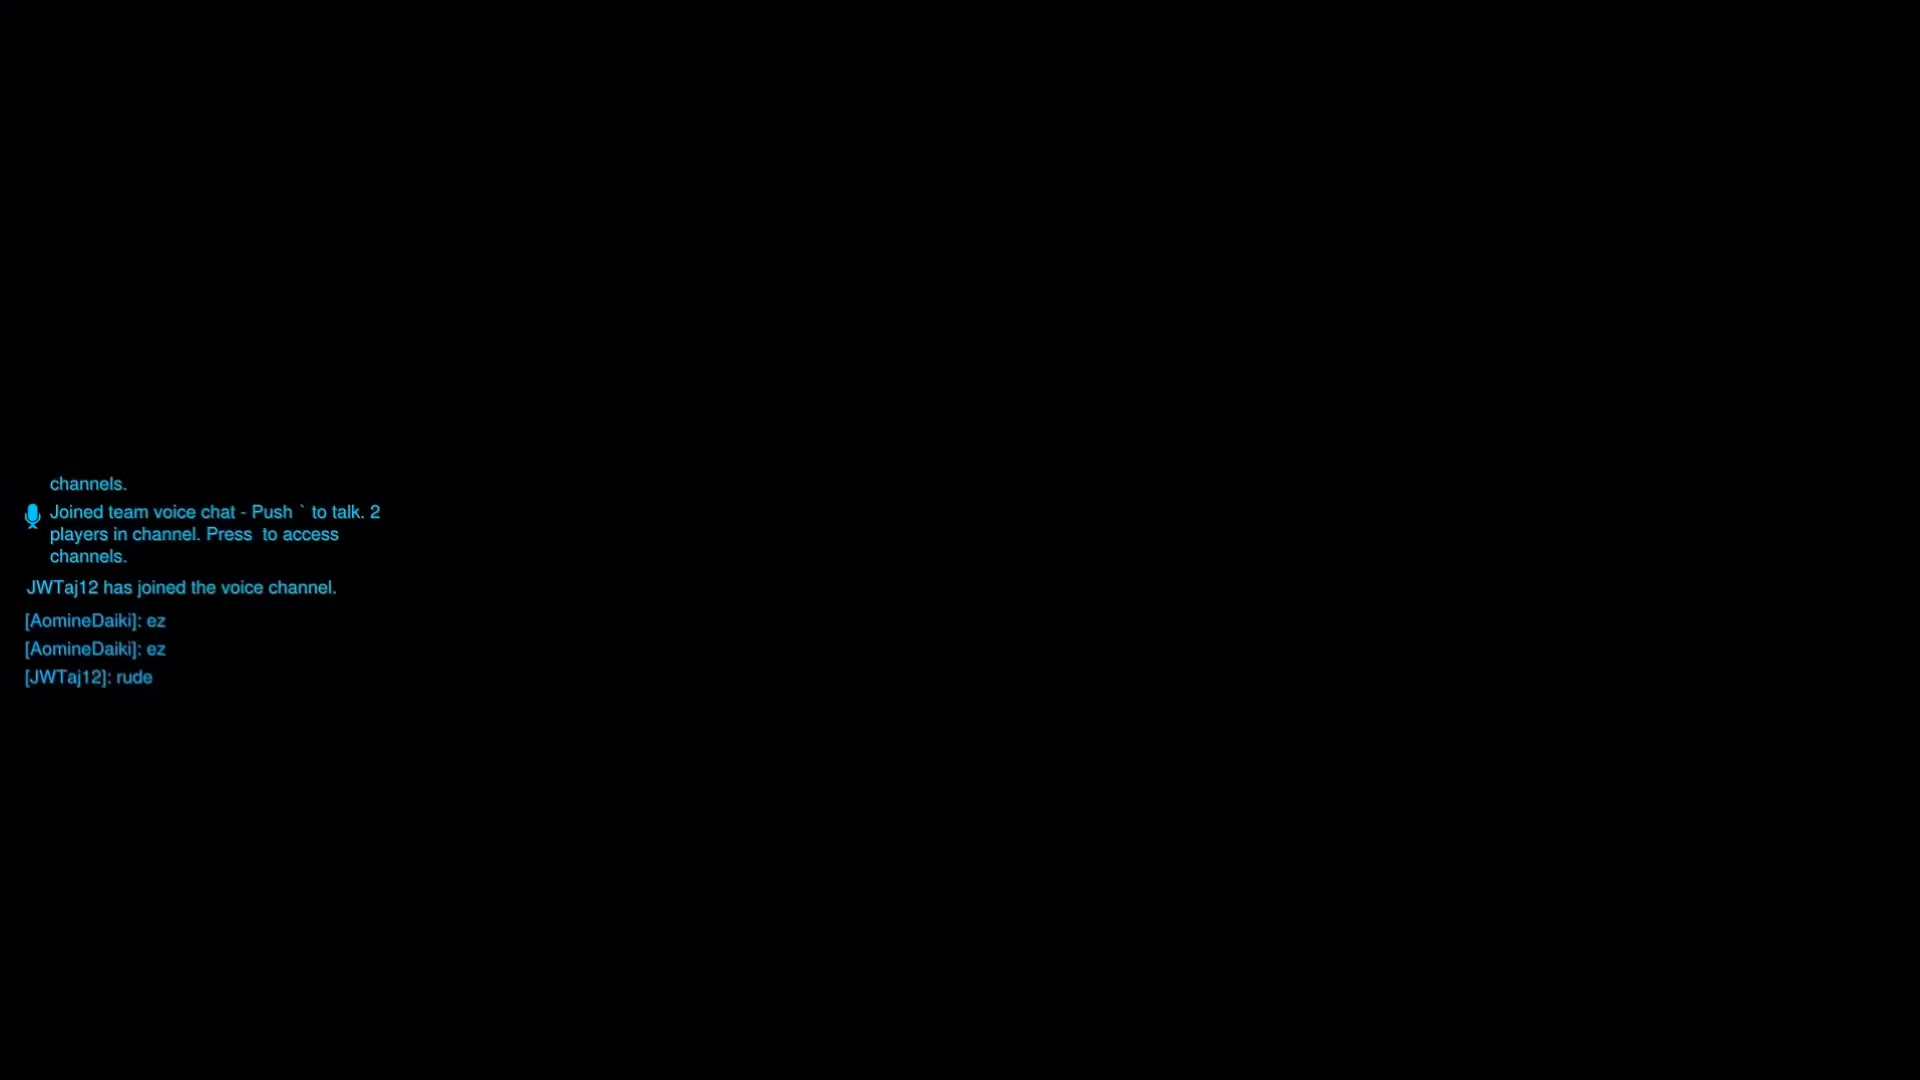 channels.
Joined team voice chat - Push ` to talk. 2
players in channel. Press  to access
channels.
JWTaj12 has joined the voice channel.
[AomineDaiki]: ez
[AomineDaiki]: ez
[JWTaj12]: rude